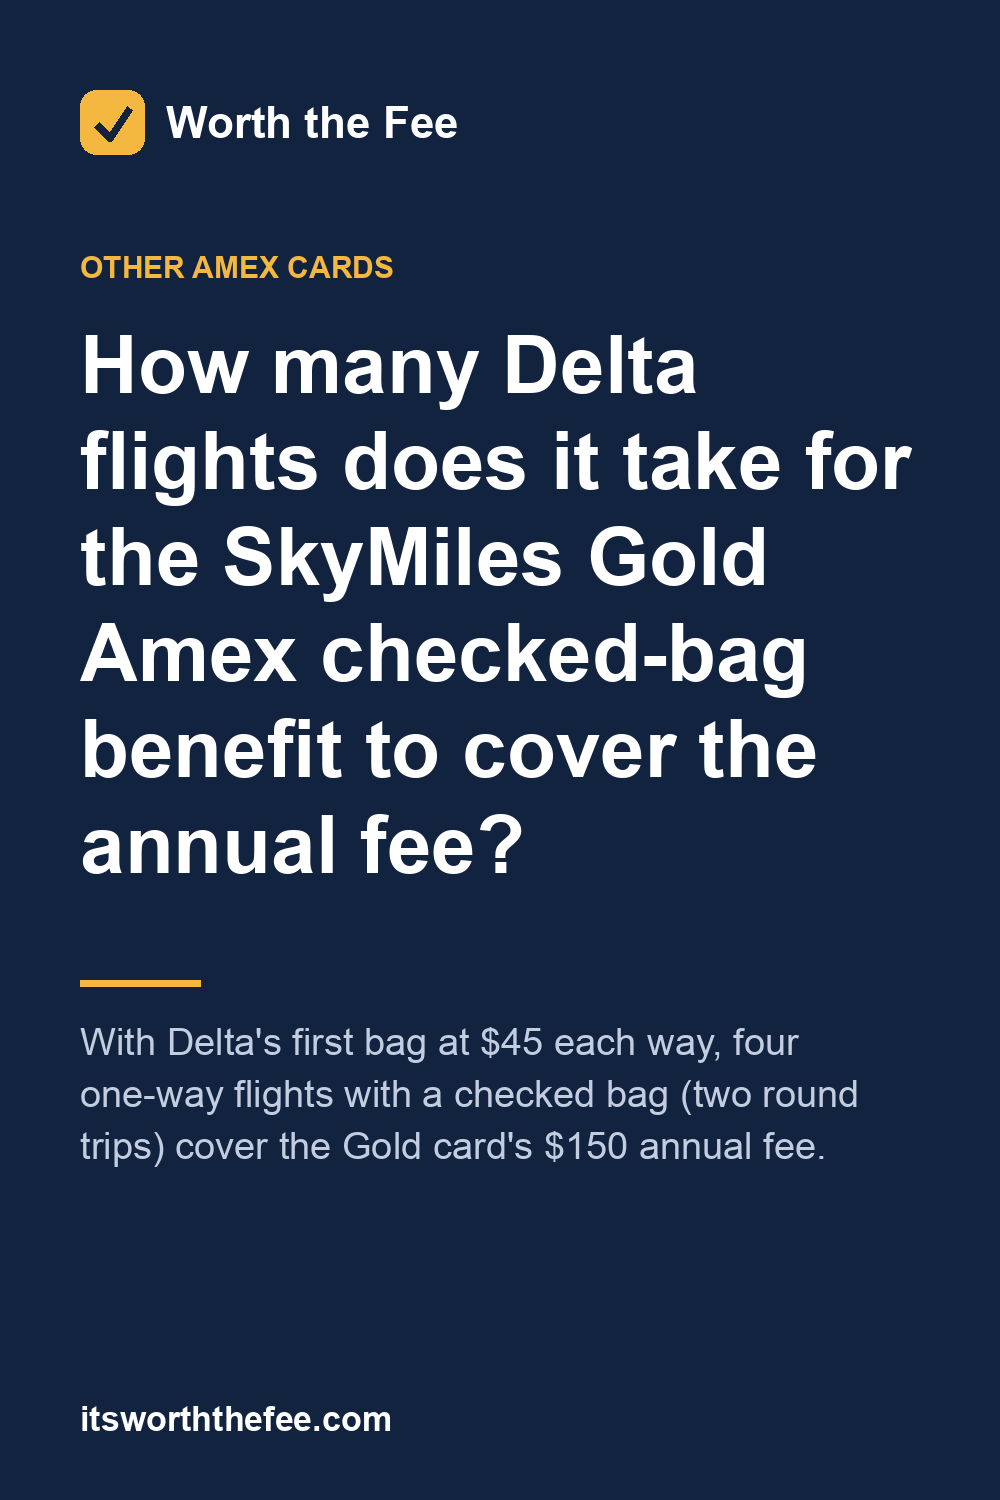 Worth the Fee
OTHER AMEX CARDS
How many Delta
flights does it take for
the SkyMiles Gold
Amex checked-bag
benefit to cover the
annual fee?
With Delta's first bag at $45 each way, four
one-way flights with a checked bag (two round
trips) cover the Gold card's $150 annual fee.
itsworththefee.com